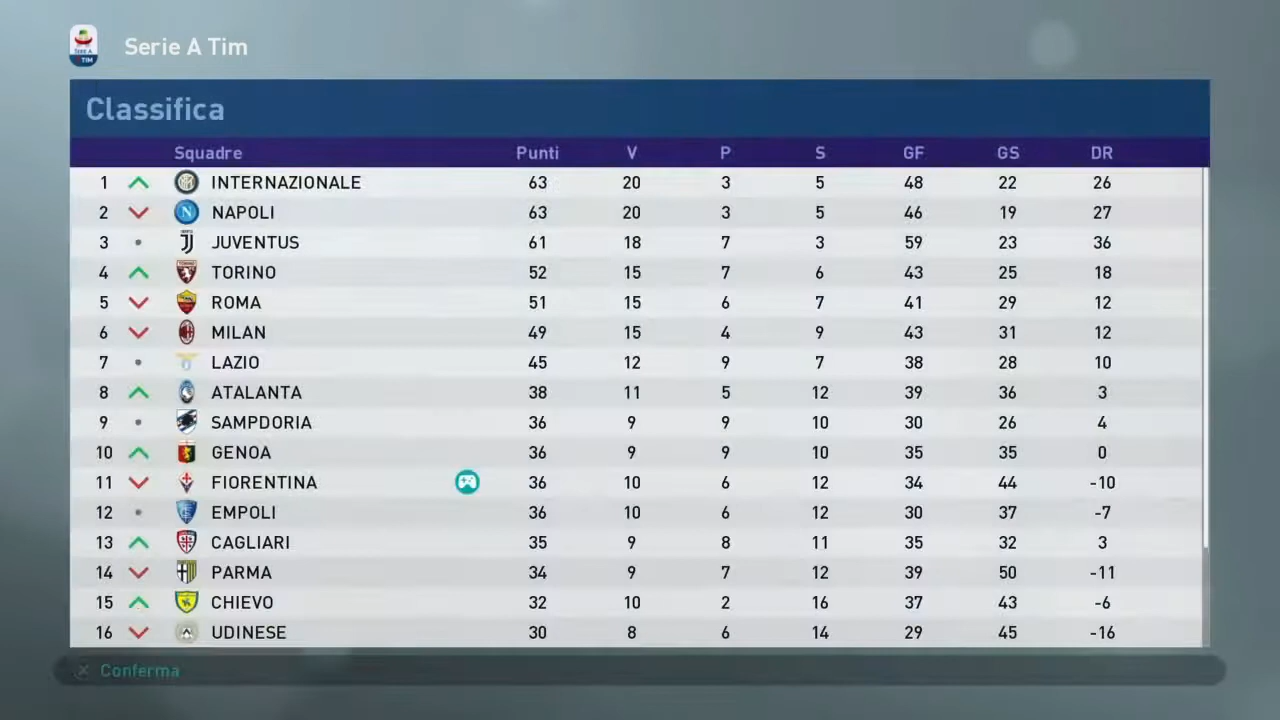 Serie A Tim
Classifica
Squadre Punti V P S GF GS DR
1 INTERNAZIONALE 63 20 3 5 48 22 26
2 NAPOLI 63 20 3 5 46 19 27
3 JUVENTUS 61 18 7 3 59 23 36
4 TORINO 52 15 7 6 43 25 18
5 ROMA 51 15 6 7 41 29 12
6 MILAN 49 15 4 9 43 31 12
7 LAZIO 45 12 9 7 38 28 10
8 ATALANTA 38 11 5 12 39 36 3
9 SAMPDORIA 36 9 9 10 30 26 4
10 GENOA 36 9 9 10 35 35 0
11 FIORENTINA 36 10 6 12 34 44 -10
12 EMPOLI 36 10 6 12 30 37 -7
13 CAGLIARI 35 9 8 11 35 32 3
14 PARMA 34 9 7 12 39 50 -11
15 CHIEVO 32 10 2 16 37 43 -6
16 UDINESE 30 8 6 14 29 45 -16
Conferma